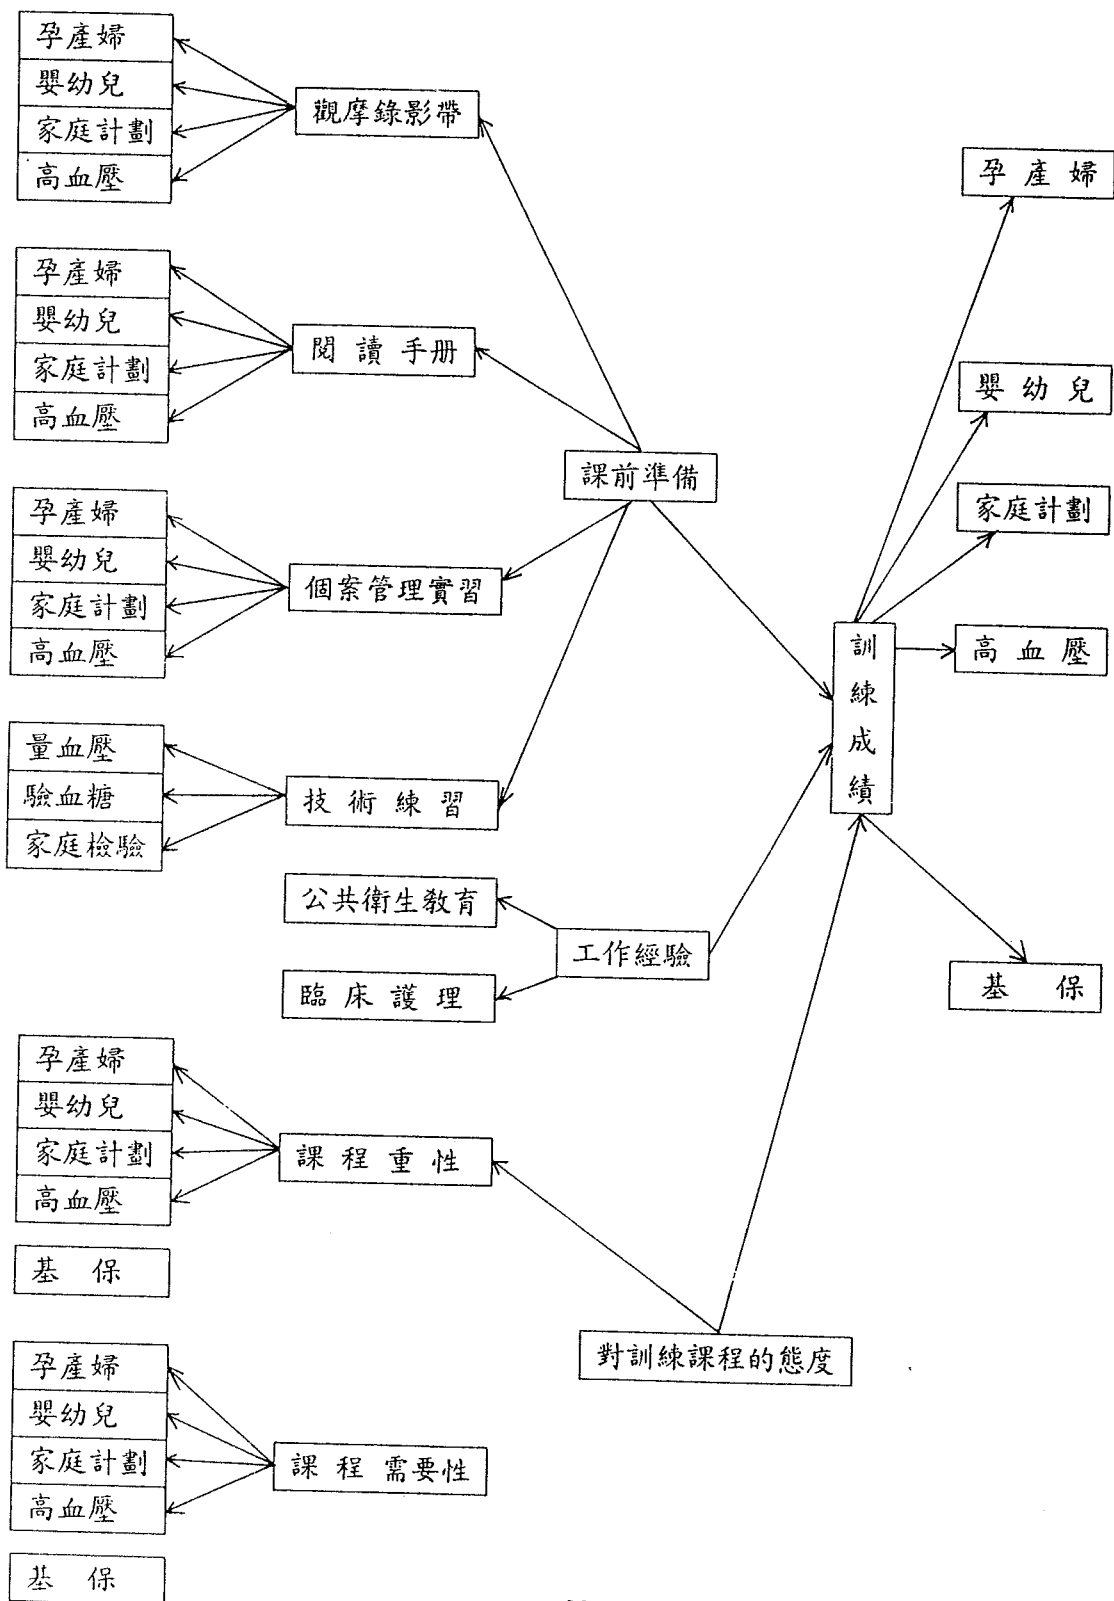 孕產婦
嬰幼兒
家庭計劃
高血壓
觀摩錄影帶
孕產婦
嬰幼兒
家庭計劃
高血壓
閱讀手册
孕產婦
嬰幼兒
家庭計劃
高血壓
個案管理實習
量血壓
驗血糖
家庭檢驗
技術練習
課前準備
公共衛生教育
臨床護理
工作經驗
孕產婦
嬰幼兒
家庭計劃
高血壓
基保
課程重性
孕產婦
嬰幼兒
家庭計劃
高血壓
基保
課程需要性
對訓練課程的態度
訓練成績
孕產婦
嬰幼兒
家庭計劃
高血壓
基保